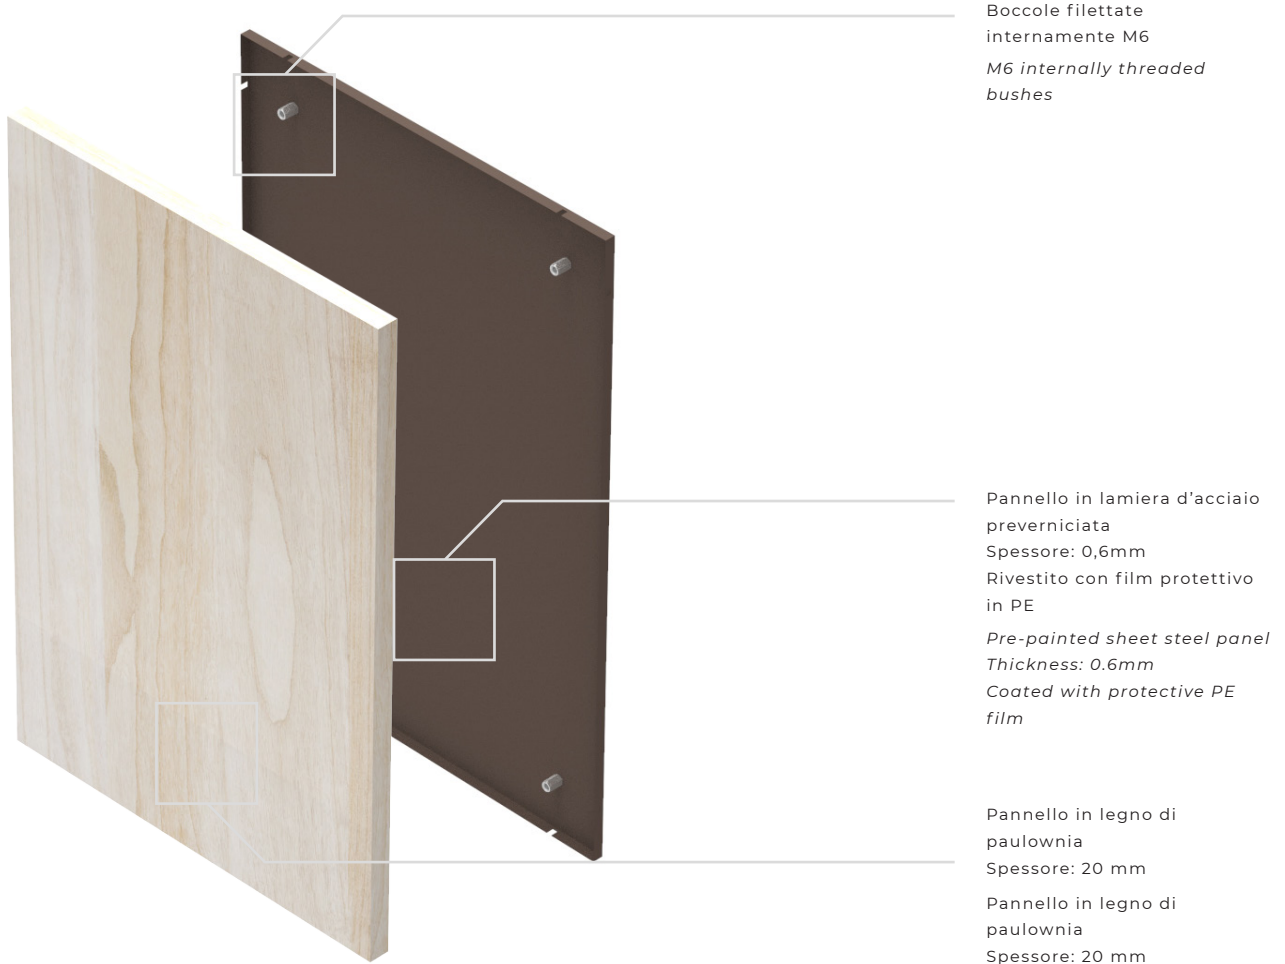 Boccole filettate
internamente M6
M6 internally threaded
bushes
Pannello in lamiera d’acciaio
preverniciata
Spessore: 0,6mm
Rivestito con film protettivo
in PE
Pre-painted sheet steel panel
Thickness: 0.6mm
Coated with protective PE
film
Pannello in legno di
paulownia
Spessore: 20 mm
Pannello in legno di
paulownia
Spessore: 20 mm